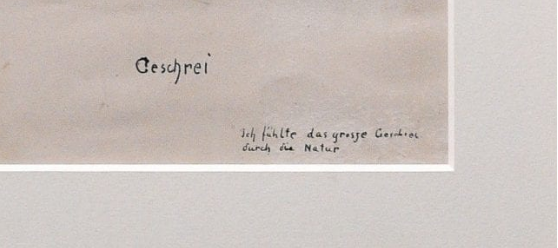 Geschrei
Ich fühlte das grosse Geschrei
durch die Natur